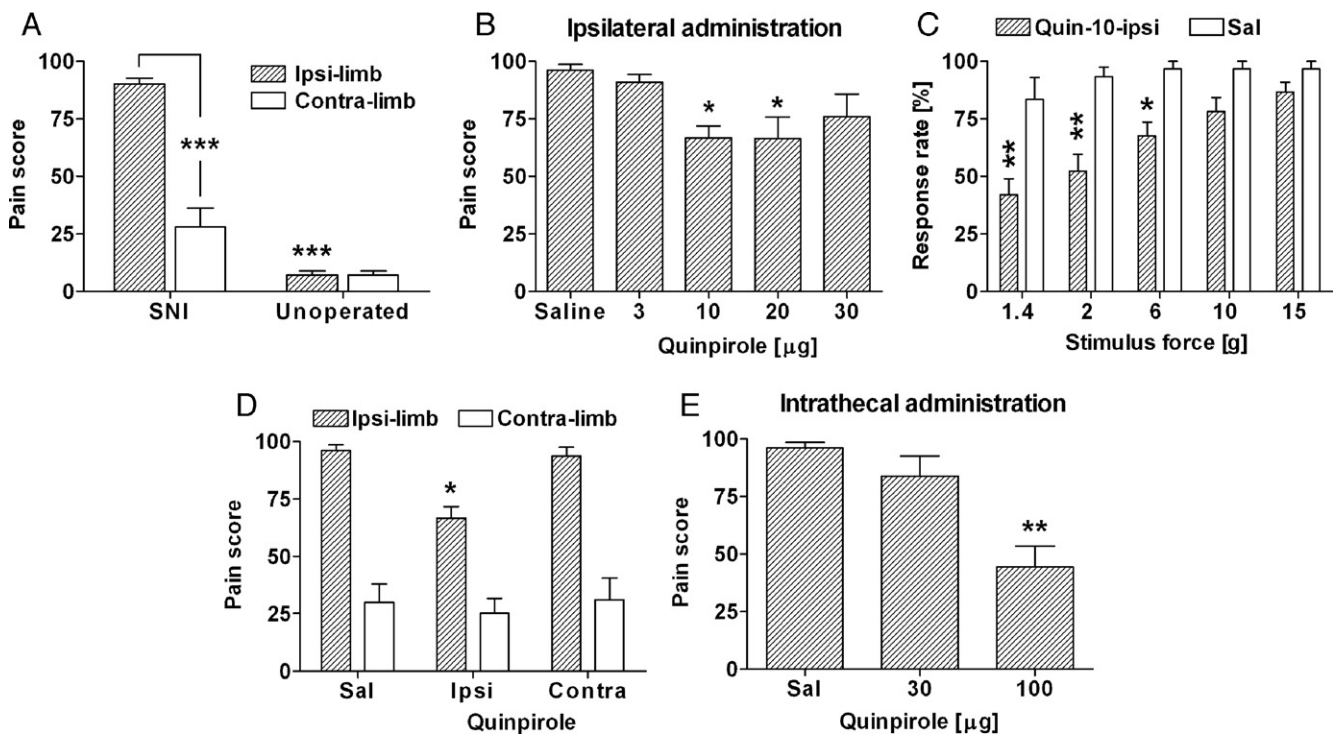 A
Pain score
100
75
50
25
0
Ipsi-limb
Contra-limb
***
***
SNI
Unoperated
B
Ipsilateral administration
Pain score
100
75
50
75
0
*
*
Saline
3
10
20
30
Quinpirole [μg]
C
Quin-10-ipsi
Sal
Response rate [%]
100
75
50
75
0
**
**
*
1.4
2
6
10
15
Stimulus force [g]
D
Ipsi-limb
Contra-limb
Pain score
100
75
50
25
0
*
Sal
Ipsi
Contra
Quinpirole
E
Intrathecal administration
Pain score
100
75
50
75
0
**
Sal
30
100
Quinpirole [μg]